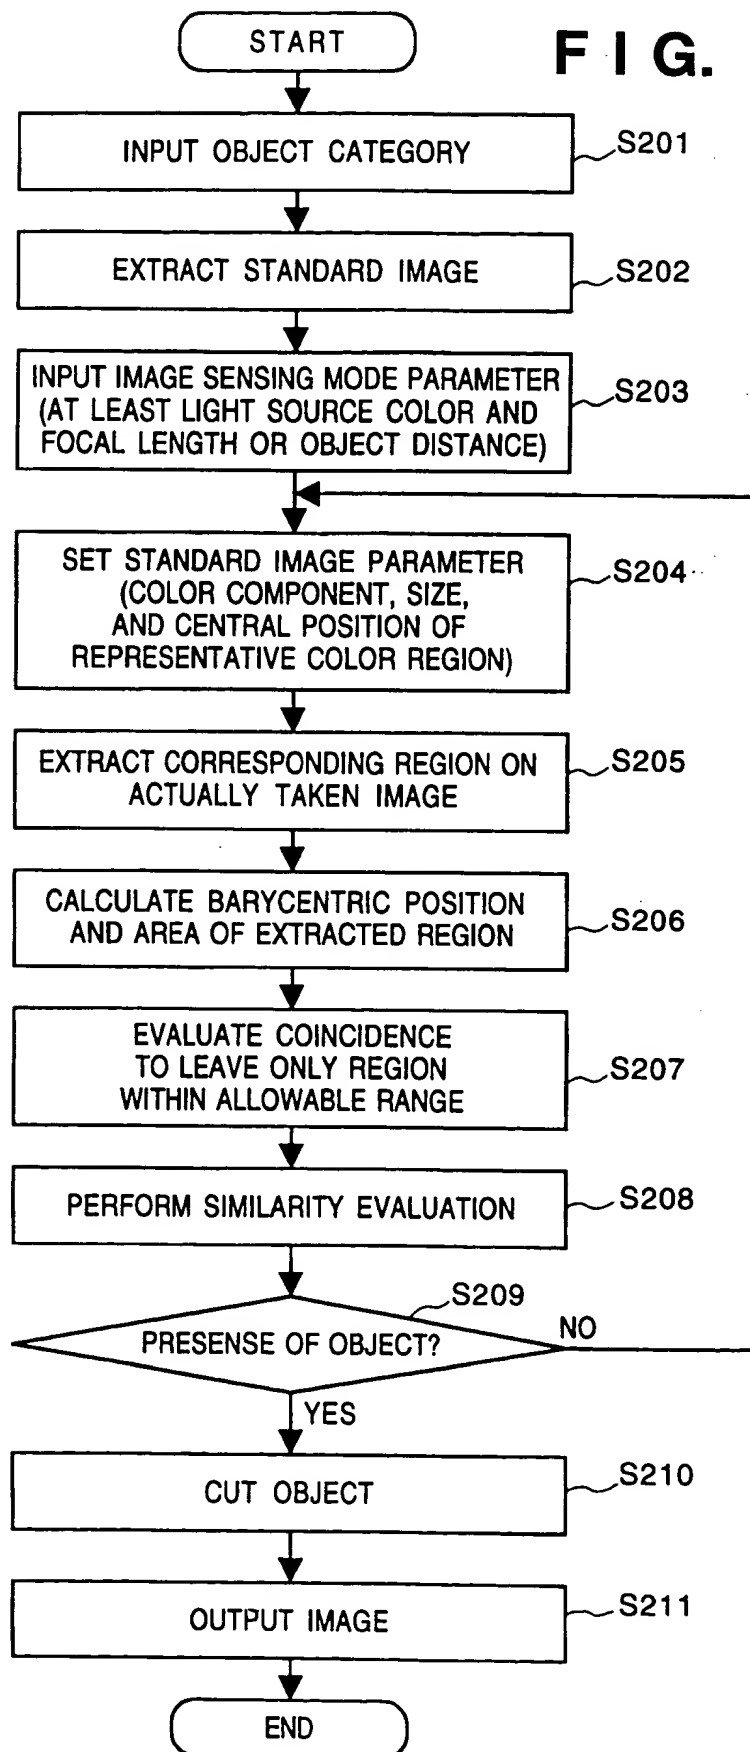 START
FIG.
INPUT OBJECT CATEGORY
S201
EXTRACT STANDARD IMAGE
S202
INPUT IMAGE SENSING MODE PARAMETER
(AT LEAST LIGHT SOURCE COLOR AND
FOCAL LENGTH OR OBJECT DISTANCE)
S203
SET STANDARD IMAGE PARAMETER
(COLOR COMPONENT, SIZE,
AND CENTRAL POSITION OF
REPRESENTATIVE COLOR REGION)
S204
EXTRACT CORRESPONDING REGION ON
ACTUALLY TAKEN IMAGE
S205
CALCULATE BARYCENTRIC POSITION
AND AREA OF EXTRACTED REGION
S206
EVALUATE COINCIDENCE
TO LEAVE ONLY REGION
WITHIN ALLOWABLE RANGE
S207
PERFORM SIMILARITY EVALUATION
S208
S209
PRESENSE OF OBJECT?
NO
YES
CUT OBJECT
S210
OUTPUT IMAGE
S211
END